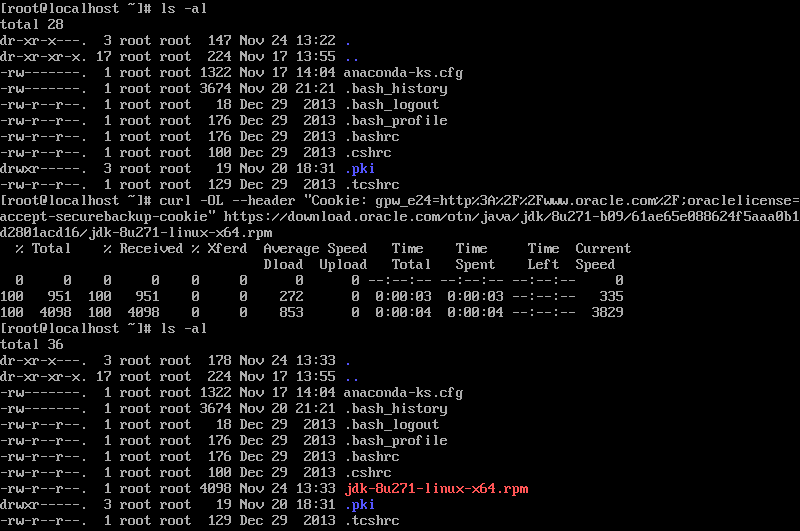 [root@localhost ~]# ls -al
total 28
dr-xr-x---.  3 root root  147 Nov 24 13:22 .
dr-xr-xr-x. 17 root root  224 Nov 17 13:55 ..
-rw-------.  1 root root 1322 Nov 17 14:04 anaconda-ks.cfg
-rw-------.  1 root root 3674 Nov 20 21:21 .bash_history
-rw-r--r--.  1 root root   18 Dec 29  2013 .bash_logout
-rw-r--r--.  1 root root  176 Dec 29  2013 .bash_profile
-rw-r--r--.  1 root root  176 Dec 29  2013 .bashrc
-rw-r--r--.  1 root root  100 Dec 29  2013 .cshrc
drwxr-----.  3 root root   19 Nov 20 18:31 .pki
-rw-r--r--.  1 root root  129 Dec 29  2013 .tcshrc
[root@localhost ~]# curl -OL --header "Cookie: gpw_e24=http%3A%2F%2Fwww.oracle.com%2F;oraclelicense=
accept-securebackup-cookie" https://download.oracle.com/otn/java/jdk/8u271-b09/61ae65e088624f5aaa0b1
d2801acd16/jdk-8u271-linux-x64.rpm
  % Total    % Received % Xferd  Average Speed   Time    Time     Time  Current
                                 Dload  Upload   Total   Spent    Left  Speed
  0     0    0     0    0     0      0      0 --:--:-- --:--:-- --:--:--     0
100   951  100   951    0     0    272      0  0:00:03  0:00:03 --:--:--   335
100  4098  100  4098    0     0    853      0  0:00:04  0:00:04 --:--:--  3829
[root@localhost ~]# ls -al
total 36
dr-xr-x---.  3 root root  178 Nov 24 13:33 .
dr-xr-xr-x. 17 root root  224 Nov 17 13:55 ..
-rw-------.  1 root root 1322 Nov 17 14:04 anaconda-ks.cfg
-rw-------.  1 root root 3674 Nov 20 21:21 .bash_history
-rw-r--r--.  1 root root   18 Dec 29  2013 .bash_logout
-rw-r--r--.  1 root root  176 Dec 29  2013 .bash_profile
-rw-r--r--.  1 root root  176 Dec 29  2013 .bashrc
-rw-r--r--.  1 root root  100 Dec 29  2013 .cshrc
-rw-r--r--.  1 root root 4098 Nov 24 13:33 jdk-8u271-linux-x64.rpm
drwxr-----.  3 root root   19 Nov 20 18:31 .pki
-rw-r--r--.  1 root root  129 Dec 29  2013 .tcshrc